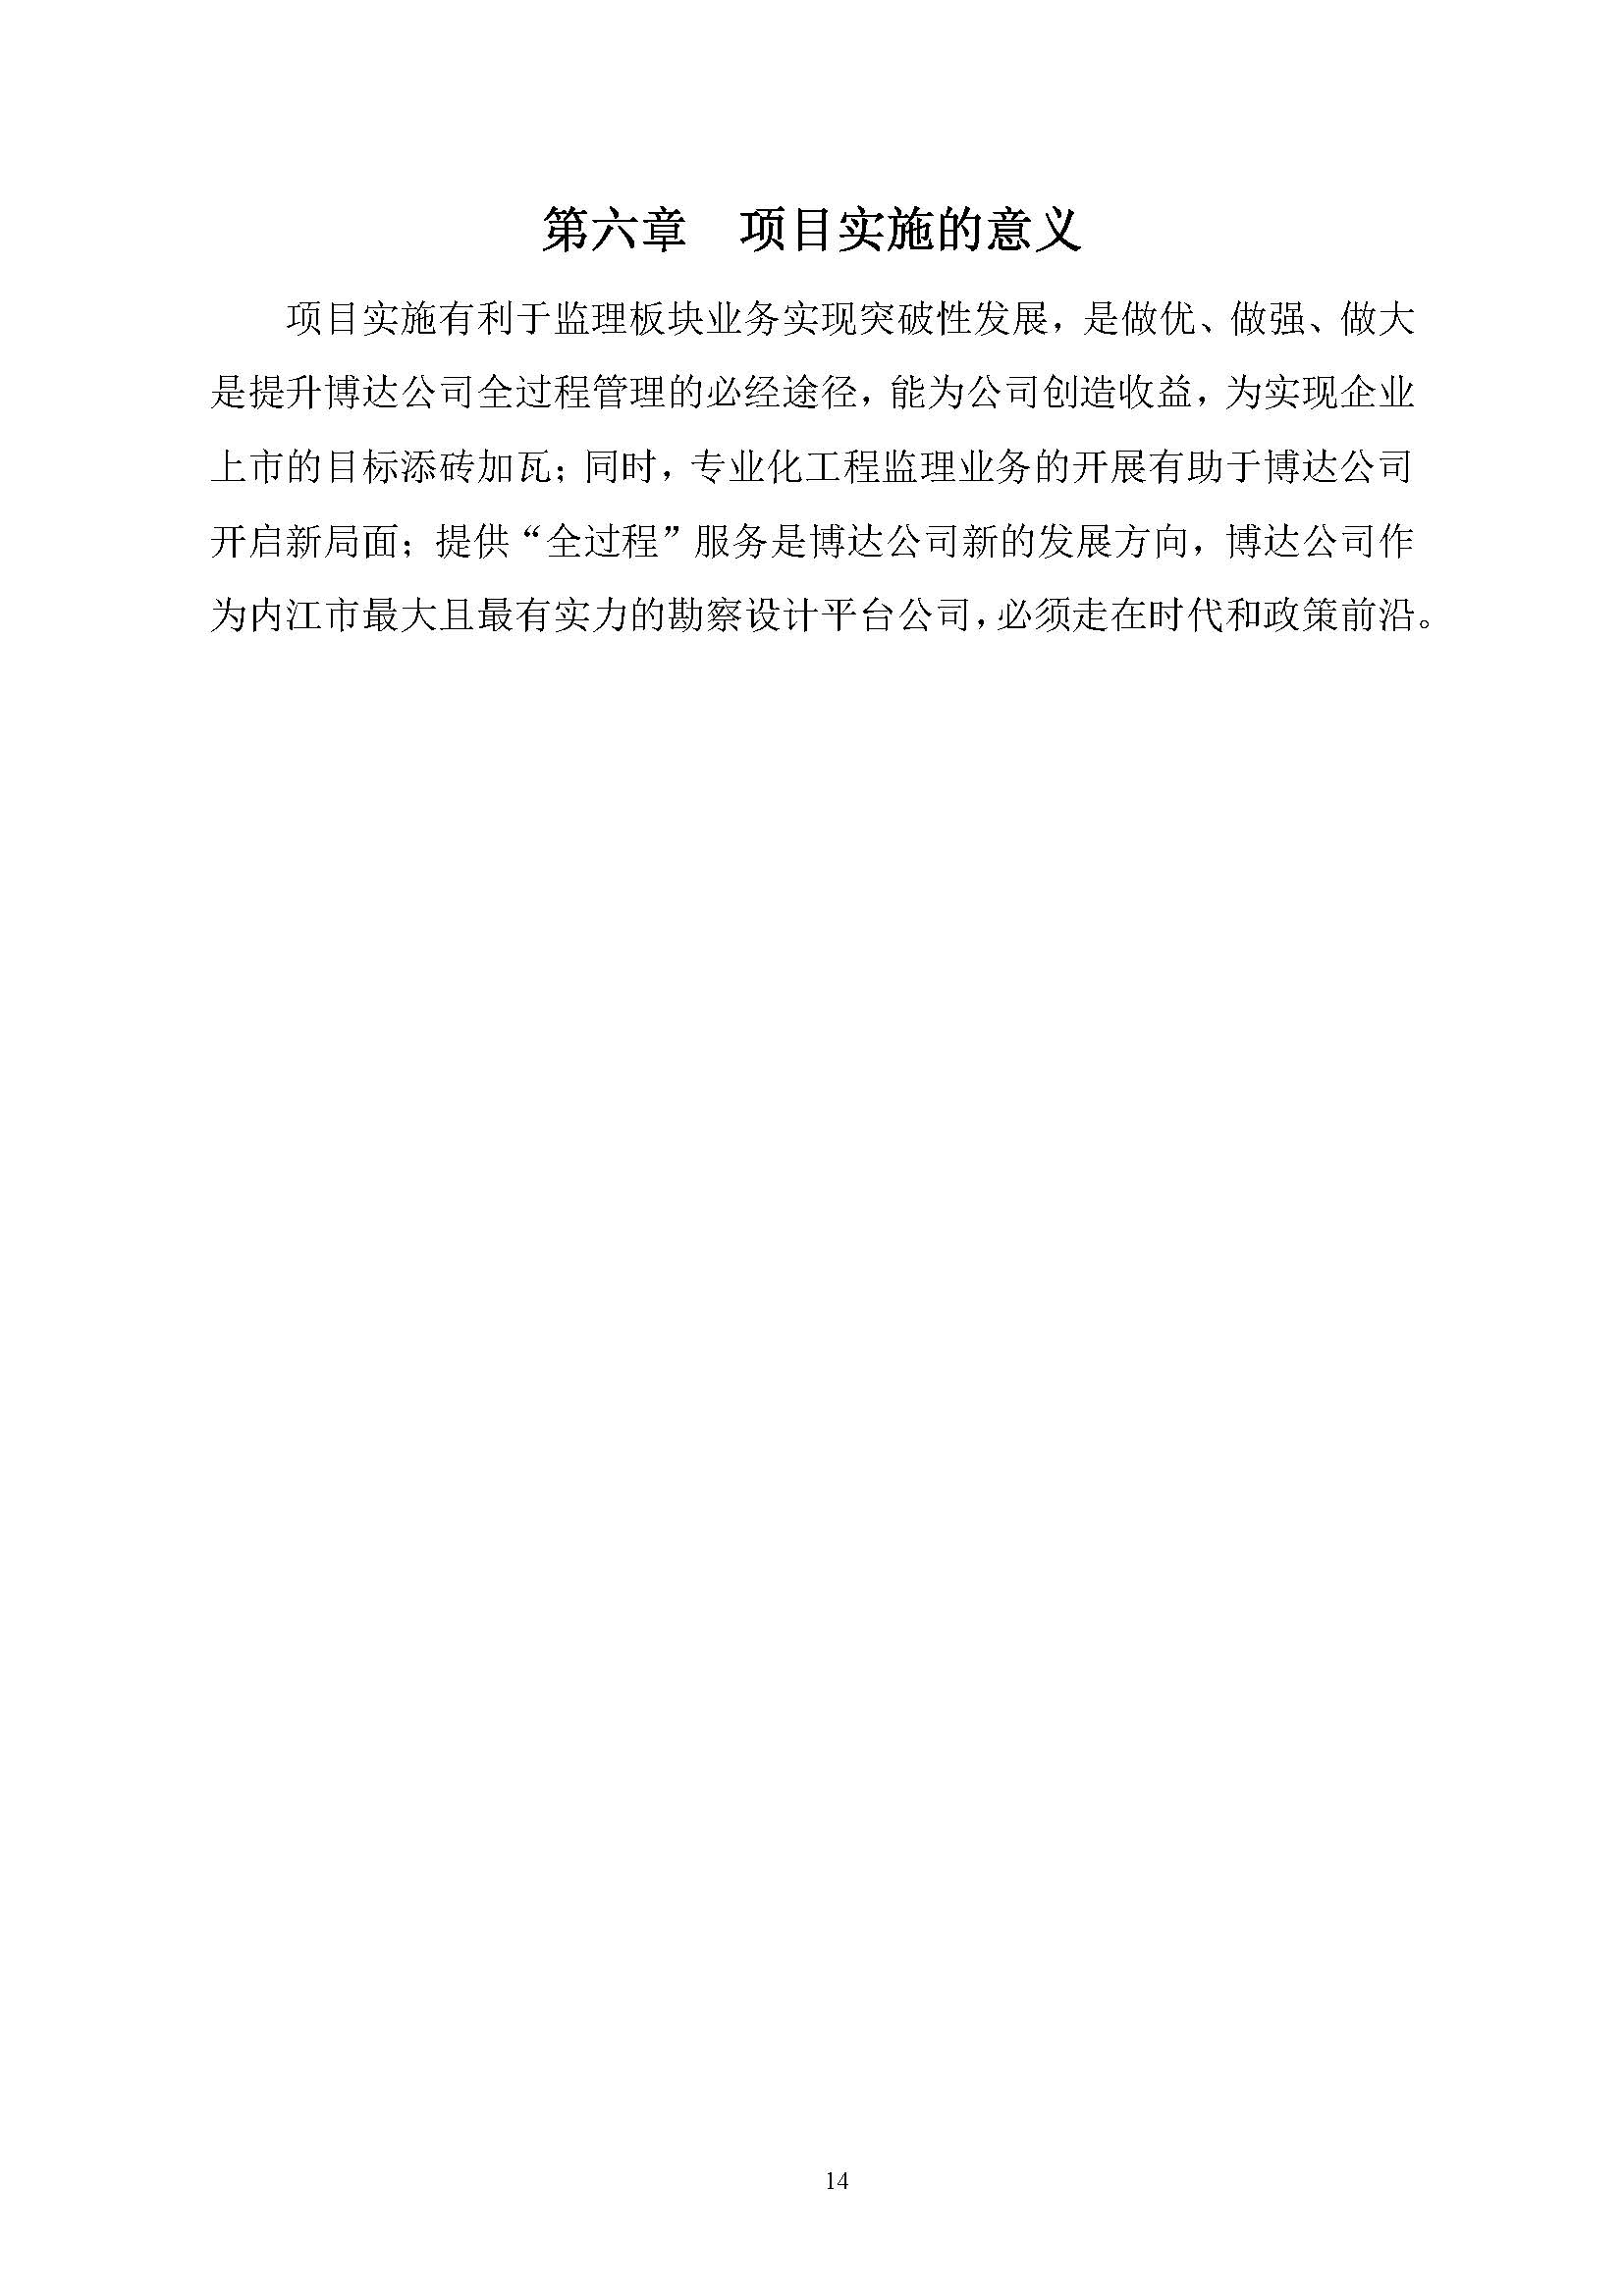 第六章　项目实施的意义
项目实施有利于监理板块业务实现突破性发展，是做优、做强、做大
是提升博达公司全过程管理的必经途径，能为公司创造收益，为实现企业
上市的目标添砖加瓦；同时，专业化工程监理业务的开展有助于博达公司
开启新局面；提供“全过程”服务是博达公司新的发展方向，博达公司作
为内江市最大且最有实力的勘察设计平台公司，必须走在时代和政策前沿。
14